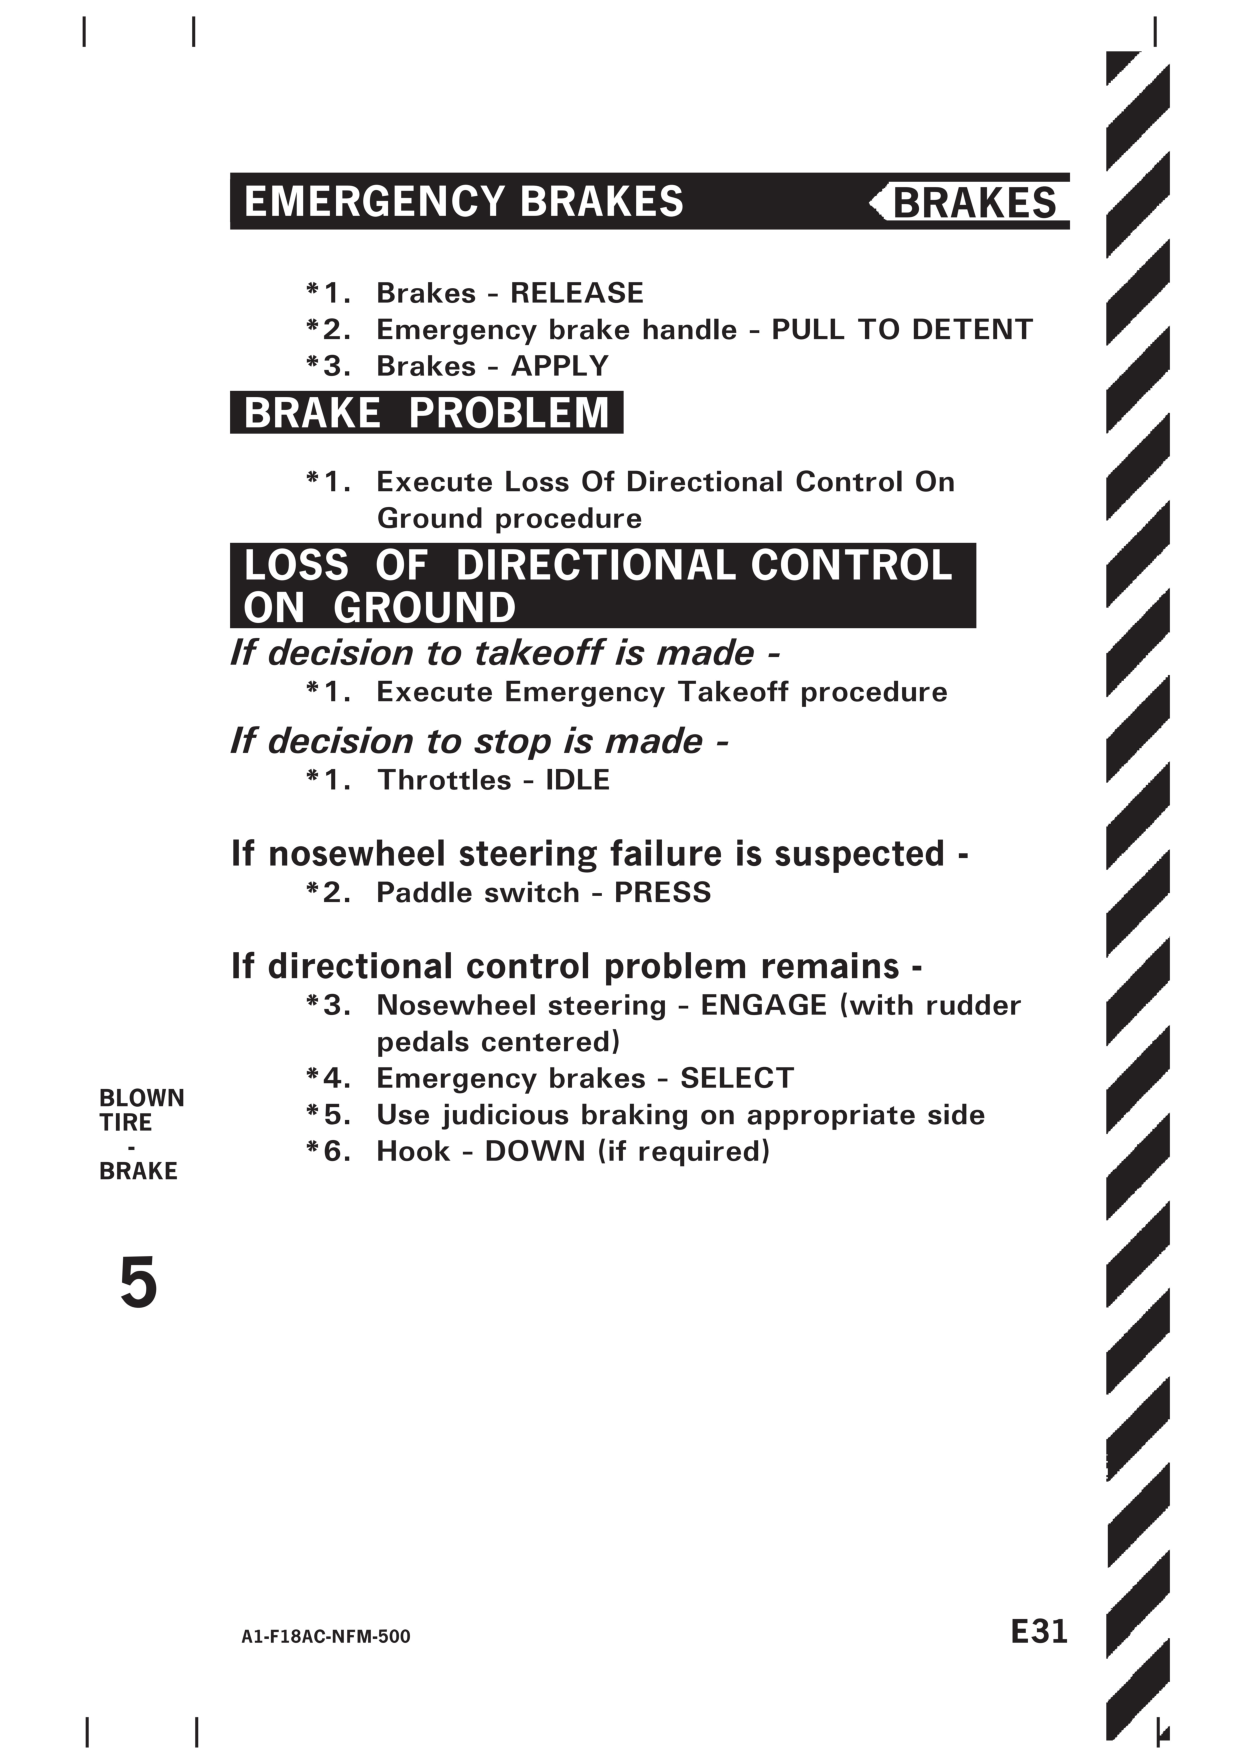 EMERGENCY BRAKES
BRAKES
*1. Brakes - RELEASE
*2. Emergency brake handle - PULL TO DETENT
*3. Brakes - APPLY
BRAKE PROBLEM
*1. Execute Loss Of Directional Control On
Ground procedure
LOSS OF DIRECTIONAL CONTROL
ON GROUND
If decision to takeoff is made -
*1. Execute Emergency Takeoff procedure
If decision to stop is made -
*1. Throttles - IDLE
If nosewheel steering failure is suspected -
*2. Paddle switch - PRESS
If directional control problem remains -
*3. Nosewheel steering - ENGAGE (with rudder
pedals centered)
*4. Emergency brakes - SELECT
*5. Use judicious braking on appropriate side
*6. Hook - DOWN (if required)
BLOWN
TIRE
-
BRAKE
5
A1-F18AC-NFM-500
E31